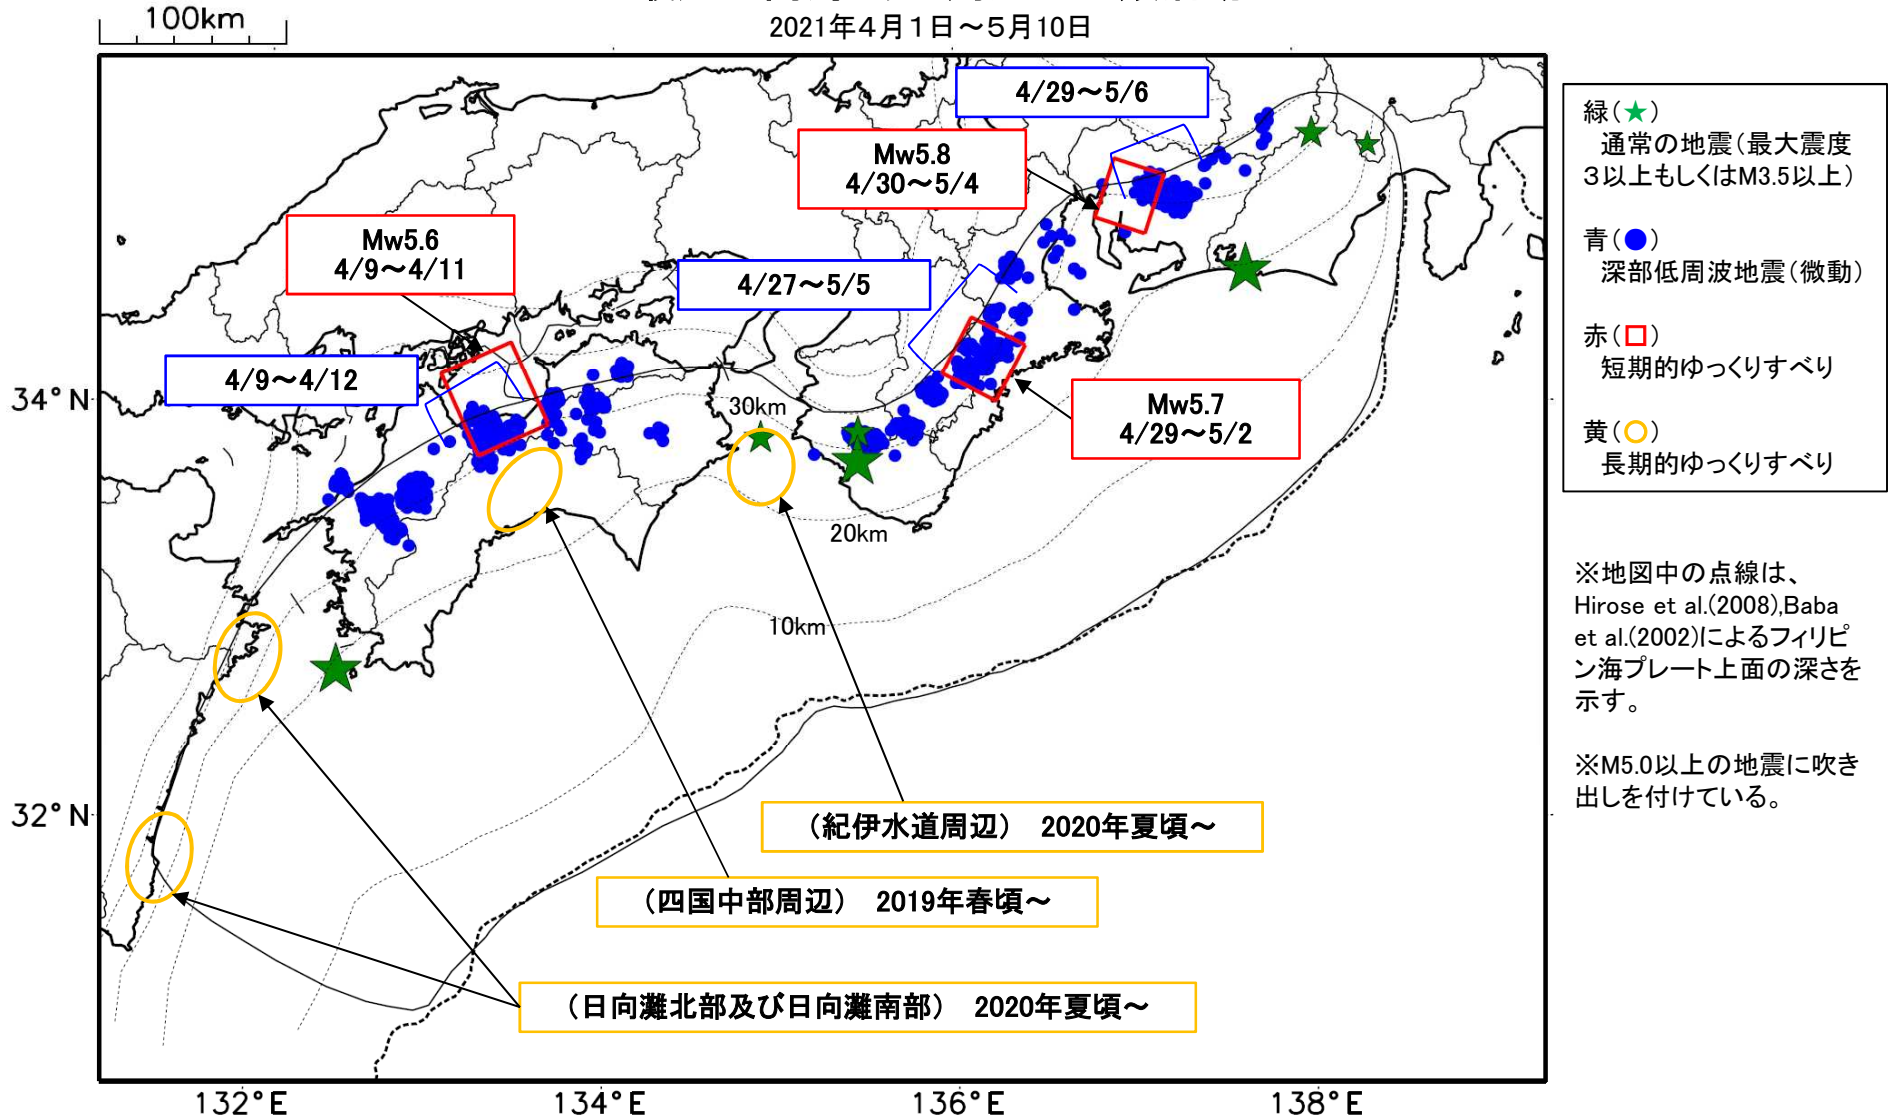 2021年4月1日～5月10日
100km
4/29～5/6
Mw5.8
4/30～5/4
Mw5.6
4/9～4/11
4/27～5/5
4/9～4/12
Mw5.7
4/29～5/2
30km
20km
10km
34°N
32°N
(紀伊水道周辺) 2020年夏頃～
(四国中部周辺) 2019年春頃～
(日向灘北部及び日向灘南部) 2020年夏頃～
132°E
134°E
136°E
138°E
緑(★)
通常の地震(最大震度
3以上もしくはM3.5以上)
青(●)
深部低周波地震(微動)
赤(□)
短期的ゆっくりすべり
黄(○)
長期的ゆっくりすべり
※地図中の点線は、
Hirose et al.(2008),Baba
et al.(2002)によるフィリピ
ン海プレート上面の深さを
示す。
※M5.0以上の地震に吹き
出しを付けている。